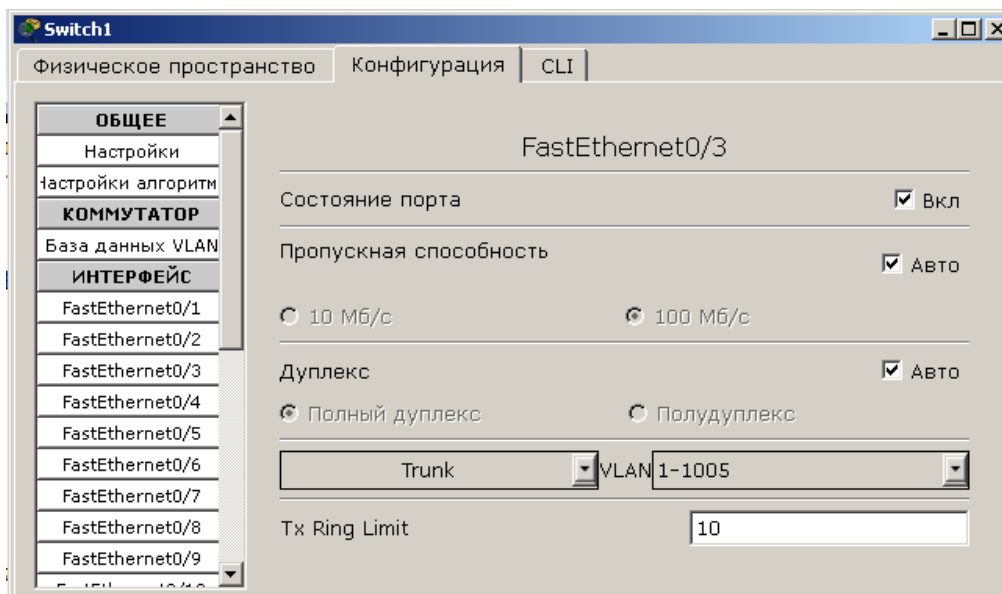 Switch1
Физическое пространство Конфигурация CLI
ОБЩЕЕ
Настройки
Настройки алгоритм
КОММУТАТОР
База данных VLAN
ИНТЕРФЕЙС
FastEthernet0/1
FastEthernet0/2
FastEthernet0/3
FastEthernet0/4
FastEthernet0/5
FastEthernet0/6
FastEthernet0/7
FastEthernet0/8
FastEthernet0/9
FastEthernet0/3
Состояние порта Вкл
Пропускная способность Авто
10 Мб/с 100 Мб/с
Дуплекс Авто
Полный дуплекс Полудуплекс
Trunk VLAN 1-1005
Tx Ring Limit 10